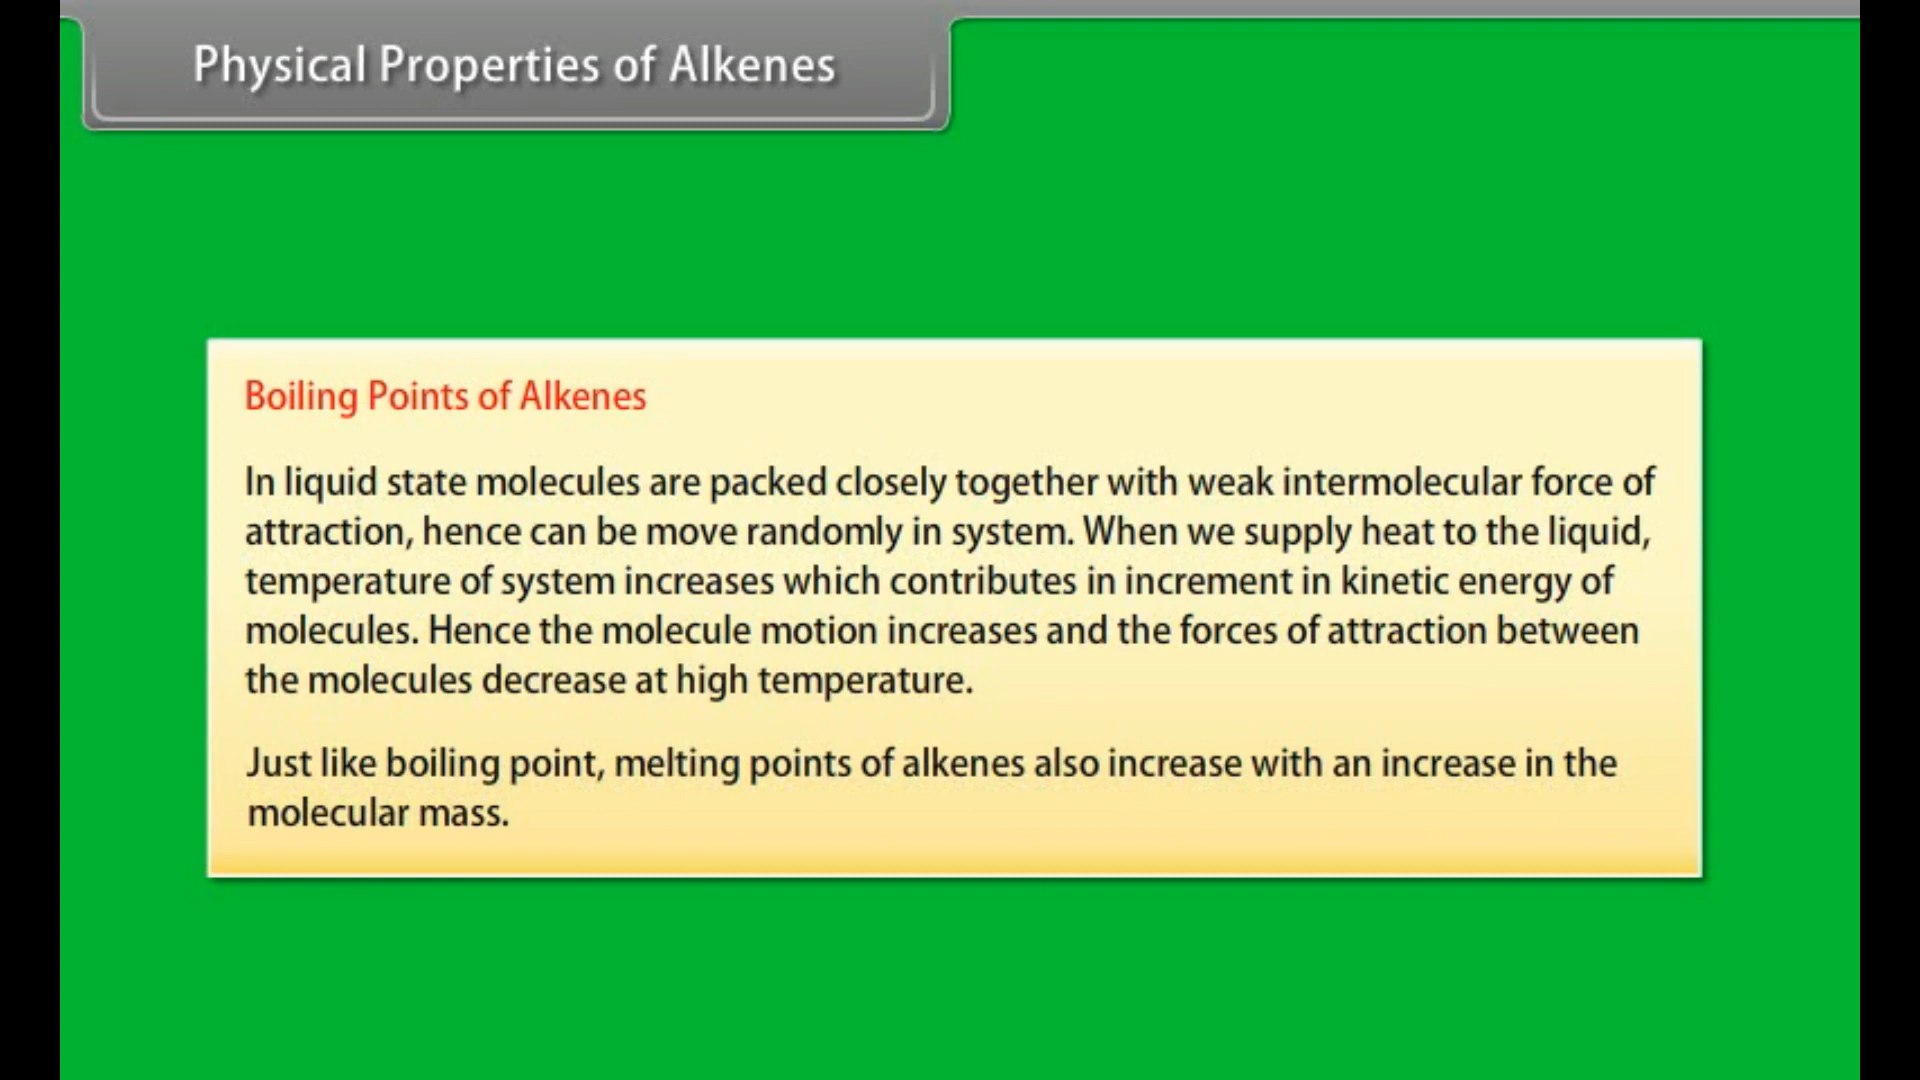 Physical Properties of Alkenes
Boiling Points of Alkenes
In liquid state molecules are packed closely together with weak intermolecular force of
attraction, hence can be move randomly in system. When we supply heat to the liquid,
temperature of system increases which contributes in increment in kinetic energy of
molecules. Hence the molecule motion increases and the forces of attraction between
the molecules decrease at high temperature.
Just like boiling point, melting points of alkenes also increase with an increase in the
molecular mass.